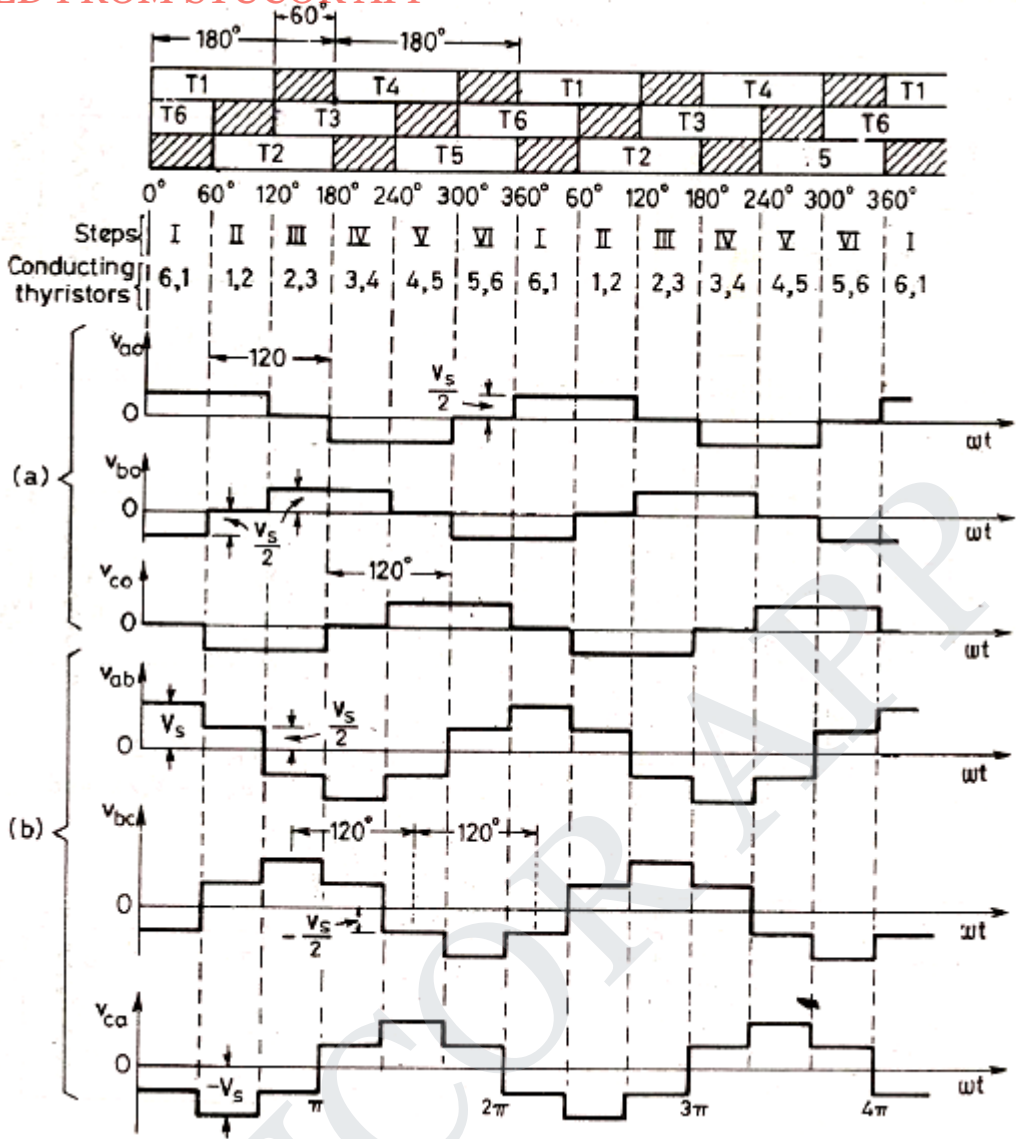 60°
180° 180°
T1 T4 T1 T4 T1
T6 T3 T6 T3 T6
T2 T5 T2 5
0° 60° 120° 180° 240° 300° 360° 60° 120° 180° 240° 300° 360°
Steps I II III IV V VI I II III IV V VI I
Conducting
thyristors 6,1 1,2 2,3 3,4 4,5 5,6 6,1 1,2 2,3 3,4 4,5 5,6 6,1
(a)
vao
120
Vs/2
0
ωt
vbo
0
Vs/2
ωt
vco
120°
0
ωt
(b)
vab
Vs
Vs/2
0
ωt
vbc
120° 120°
0
-Vs/2
ωt
vca
0
-Vs
π 2π 3π 4π
ωt
CORAPP